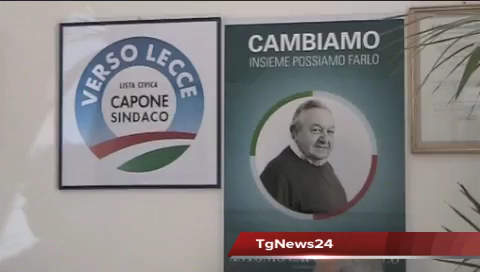 VERSO LECCE
LISTA CIVICA
CAPONE
SINDACO
CAMBIAMO
INSIEME POSSIAMO FARLO
TgNews24